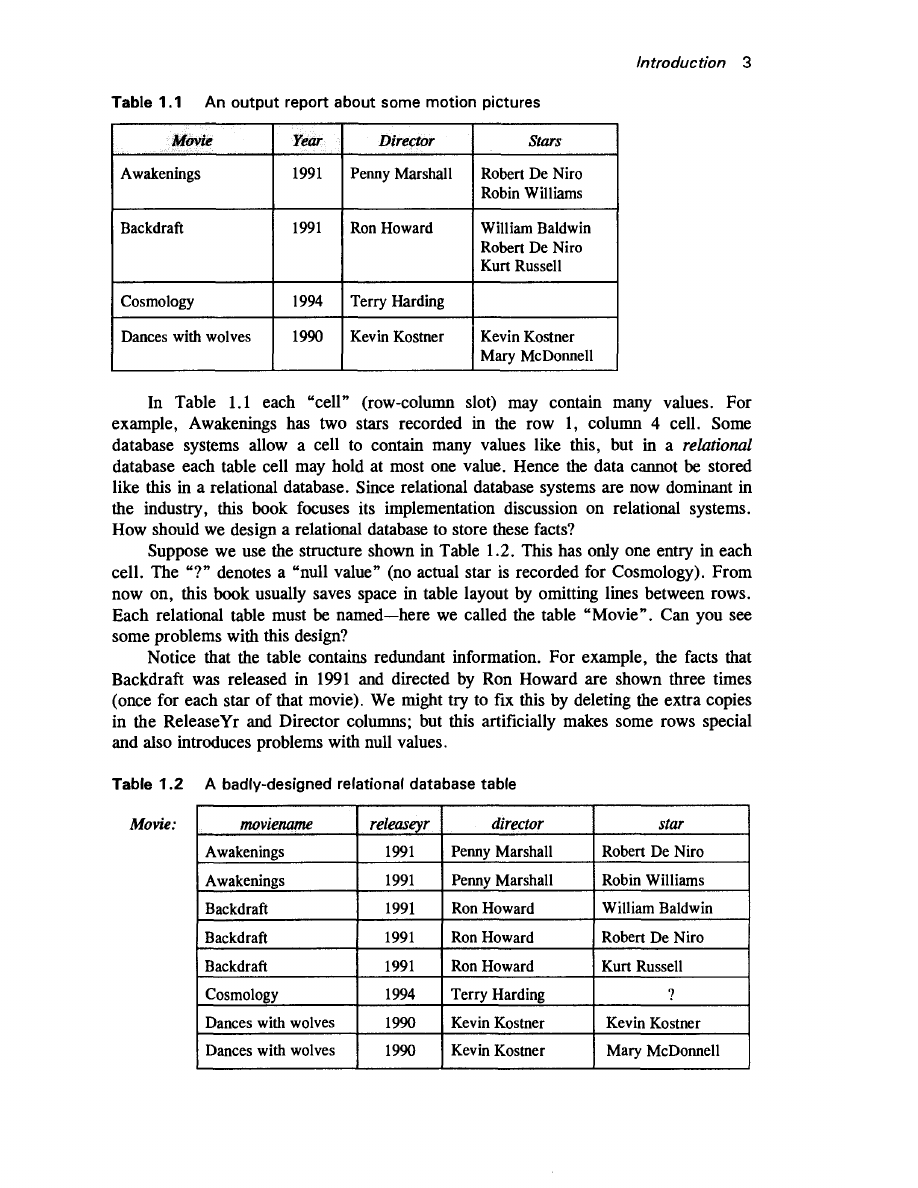 Introduction 3
Table 1.1 An output report about some motion pictures
Movie Year Director Stars
Awakenings 1991 Penny Marshall Robert De Niro
Robin Williams
Backdraft 1991 Ron Howard William Baldwin
Robert De Niro
Kurt Russell
Cosmology 1994 Terry Harding
Dances with wolves 1990 Kevin Kostner Kevin Kostner
Mary McDonnell
In Table 1.1 each “cell” (row-column slot) may contain many values. For
example, Awakenings has two stars recorded in the row 1, column 4 cell. Some
database systems allow a cell to contain many values like this, but in a relational
database each table cell may hold at most one value. Hence the data cannot be stored
like this in a relational database. Since relational database systems are now dominant in
the industry, this book focuses its implementation discussion on relational systems.
How should we design a relational database to store these facts?
Suppose we use the structure shown in Table 1.2. This has only one entry in each
cell. The “?” denotes a “null value” (no actual star is recorded for Cosmology). From
now on, this book usually saves space in table layout by omitting lines between rows.
Each relational table must be named—here we called the table “Movie”. Can you see
some problems with this design?
Notice that the table contains redundant information. For example, the facts that
Backdraft was released in 1991 and directed by Ron Howard are shown three times
(once for each star of that movie). We might try to fix this by deleting the extra copies
in the ReleaseYr and Director columns; but this artificially makes some rows special
and also introduces problems with null values.
Table 1.2 A badly-designed relational database table
Movie: moviename releaseyr director star
Awakenings 1991 Penny Marshall Robert De Niro
Awakenings 1991 Penny Marshall Robin Williams
Backdraft 1991 Ron Howard William Baldwin
Backdraft 1991 Ron Howard Robert De Niro
Backdraft 1991 Ron Howard Kurt Russell
Cosmology 1994 Terry Harding ?
Dances with wolves 1990 Kevin Kostner Kevin Kostner
Dances with wolves 1990 Kevin Kostner Mary McDonnell